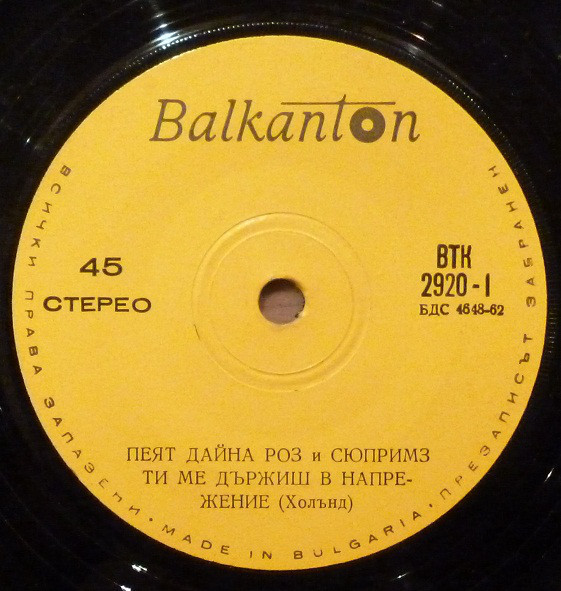 Balkanton
45
СТЕРЕО
ВТК
2920-1
БДС 4648-62
ПЕЯТ ДАЙНА РОЗ и СЮПРИМЗ
ТИ МЕ ДЪРЖИШ В НАПРЕ-
ЖЕНИЕ (Холънд)
ВСИЧКИ ПРАВА ЗАПАЗЕНИ · MADE IN BULGARIA · ПРЕЗАПИСЪТ ЗАБРАНЕН